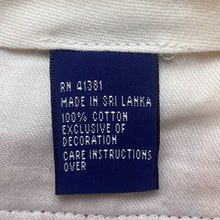 RN 41381
MADE IN SRI LANKA
100% COTTON
EXCLUSIVE OF
DECORATION
CARE INSTRUCTIONS
OVER